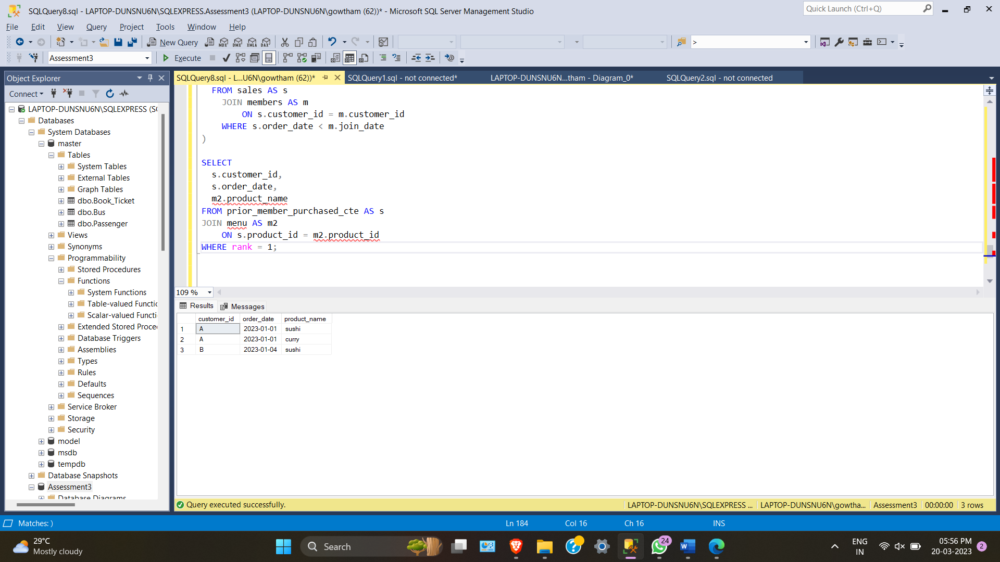 SQLQuery8.sql - LAPTOP-DUNSNU6N\SQLEXPRESS.Assessment3 (LAPTOP-DUNSNU6N\gowtham (62))* - Microsoft SQL Server Management Studio
Quick Launch (Ctrl+Q)
File Edit View Query Project Tools Window Help
New Query MDX DMX XMLA DAX >
Assessment3 Execute
Object Explorer
SQLQuery8.sql - L...U6N\gowtham (62))* SQLQuery1.sql - not connected* LAPTOP-DUNSNU6N...tham - Diagram_0* SQLQuery2.sql - not connected
Connect
LAPTOP-DUNSNU6N\SQLEXPRESS (SQ
Databases
System Databases
master
Tables
System Tables
External Tables
Graph Tables
dbo.Book_Ticket
dbo.Bus
dbo.Passenger
Views
Synonyms
Programmability
Stored Procedures
Functions
System Functions
Table-valued Functio
Scalar-valued Functi
Extended Stored Proce
Database Triggers
Assemblies
Types
Rules
Defaults
Sequences
Service Broker
Storage
Security
model
msdb
tempdb
Database Snapshots
Assessment3
Database Diagrams
FROM sales AS s
JOIN members AS m
ON s.customer_id = m.customer_id
WHERE s.order_date < m.join_date
)
SELECT
s.customer_id,
s.order_date,
m2.product_name
FROM prior_member_purchased_cte AS s
JOIN menu AS m2
ON s.product_id = m2.product_id
WHERE rank = 1;
109 %
Results Messages
customer_id order_date product_name
1 A 2023-01-01 sushi
2 A 2023-01-01 curry
3 B 2023-01-04 sushi
Query executed successfully. LAPTOP-DUNSNU6N\SQLEXPRESS ... LAPTOP-DUNSNU6N\gowtha... Assessment3 00:00:00 3 rows
Matches: ) Ln 184 Col 16 Ch 16 INS
29°C
Mostly cloudy
Search
24
ENG
IN
05:56 PM
20-03-2023
2